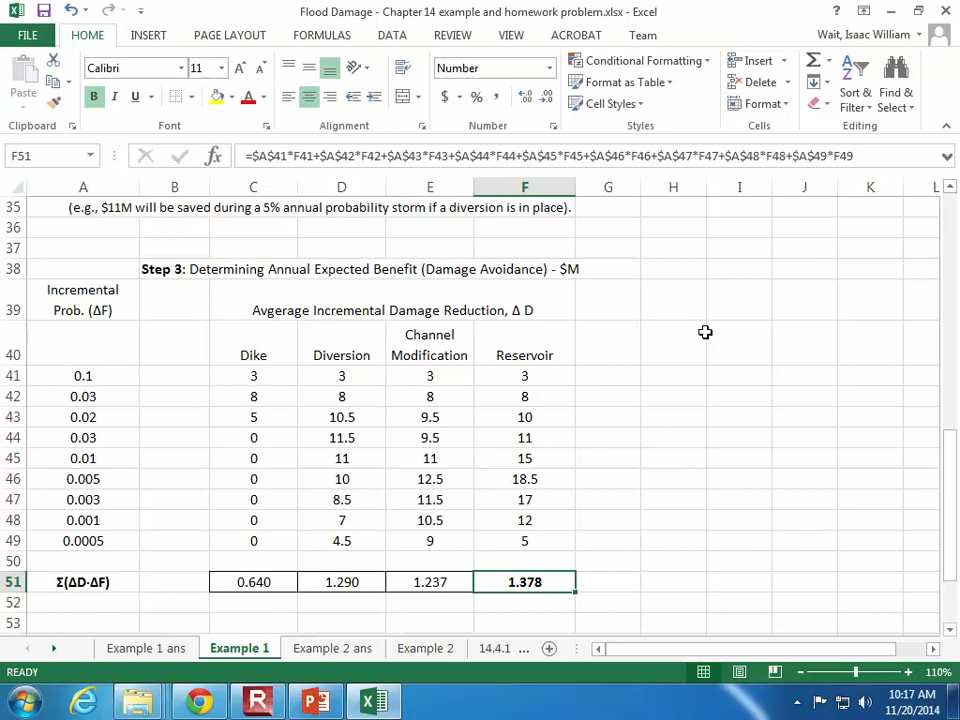 Flood Damage - Chapter 14 example and homework problem.xlsx - Excel
FILE HOME INSERT PAGE LAYOUT FORMULAS DATA REVIEW VIEW ACROBAT Team Wait, Isaac William
Calibri 11 Number Conditional Formatting Insert
Paste B I U A $ % , Format as Table Delete Sort & Find &
Cell Styles Format Filter Select
Clipboard Font Alignment Number Styles Cells Editing
F51 fx =$A$41*F41+$A$42*F42+$A$43*F43+$A$44*F44+$A$45*F45+$A$46*F46+$A$47*F47+$A$48*F48+$A$49*F49
A B C D E F G H I J K L
35 (e.g., $11M will be saved during a 5% annual probability storm if a diversion is in place).
36
37
38 Step 3: Determining Annual Expected Benefit (Damage Avoidance) - $M
Incremental
39 Prob. (ΔF) Avgerage Incremental Damage Reduction, Δ D
Channel
40 Dike Diversion Modification Reservoir
41 0.1 3 3 3 3
42 0.03 8 8 8 8
43 0.02 5 10.5 9.5 10
44 0.03 0 11.5 9.5 11
45 0.01 0 11 11 15
46 0.005 0 10 12.5 18.5
47 0.003 0 8.5 11.5 17
48 0.001 0 7 10.5 12
49 0.0005 0 4.5 9 5
50
51 Σ(ΔD·ΔF) 0.640 1.290 1.237 1.378
52
53
Example 1 ans Example 1 Example 2 ans Example 2 14.4.1 ...
READY 110%
10:17 AM
11/20/2014